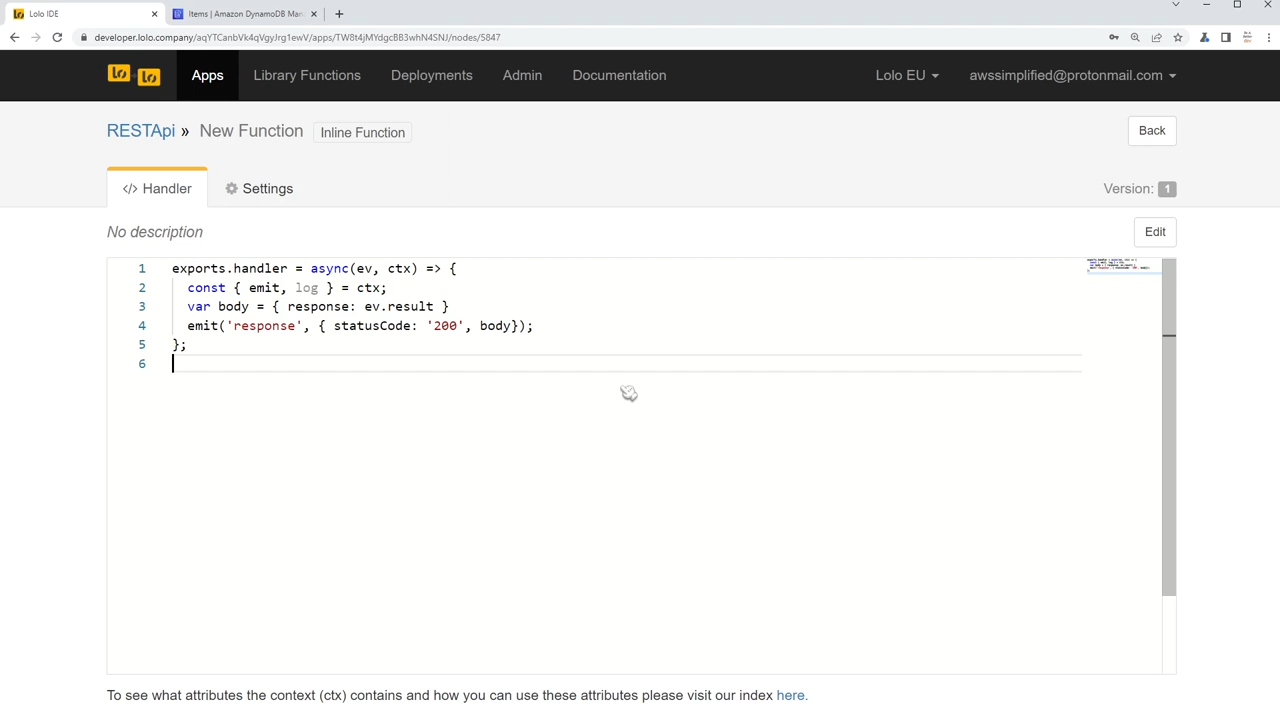 Lolo IDE
Items | Amazon DynamoDB Man
developer.lolo.company/aqYTCanbVk4qVgyJrg1ewV/apps/TW8t4jMYdgcBB3whN4SNJ/nodes/5847
lo lo Apps Library Functions Deployments Admin Documentation Lolo EU awssimplified@protonmail.com
RESTApi » New Function Inline Function Back
</> Handler Settings Version: 1
No description Edit
1 exports.handler = async(ev, ctx) => {
2 const { emit, log } = ctx;
3 var body = { response: ev.result }
4 emit('response', { statusCode: '200', body});
5 };
6
To see what attributes the context (ctx) contains and how you can use these attributes please visit our index here.